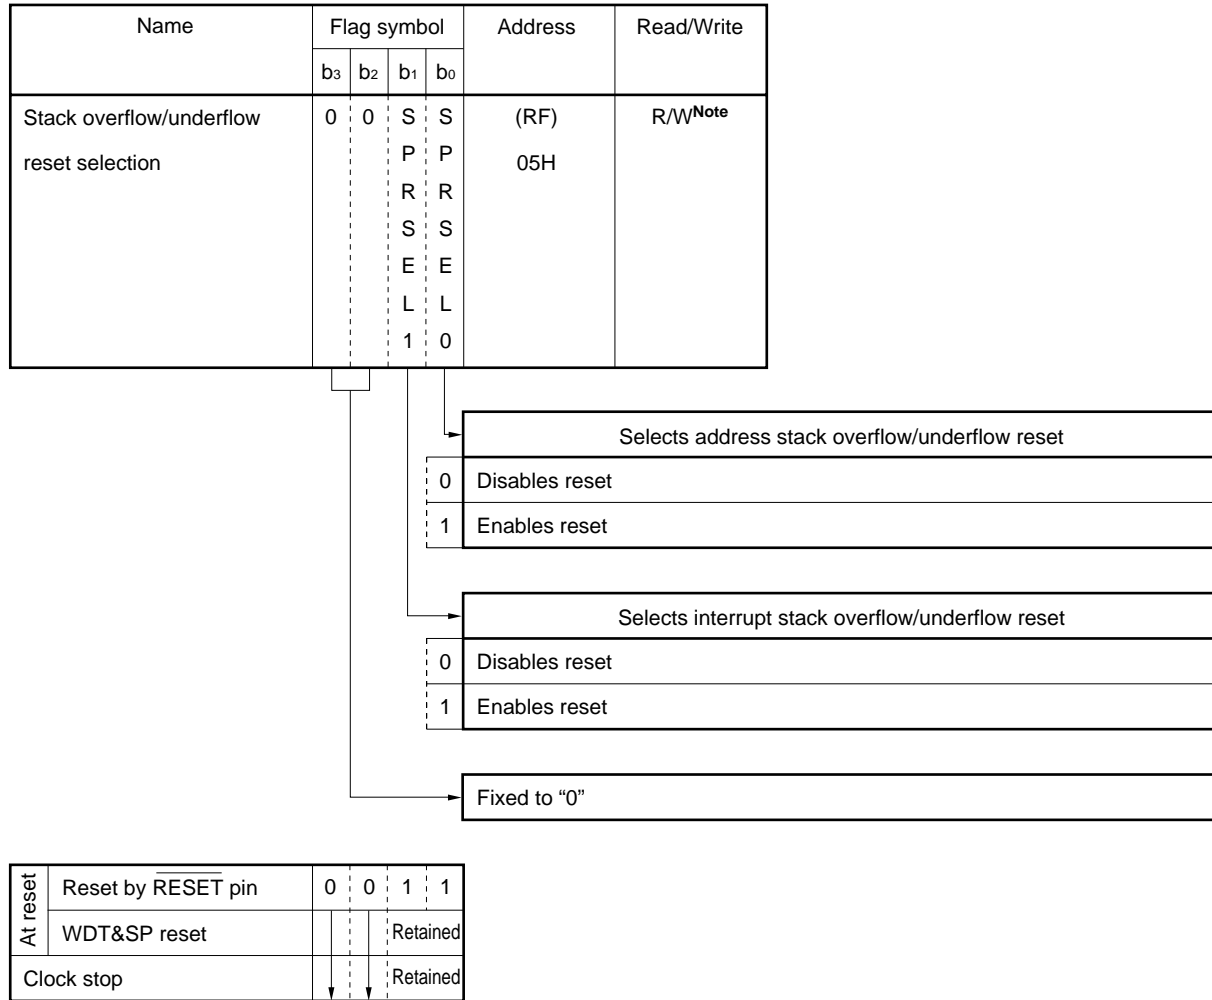 Name Flag symbol Address Read/Write
b3 b2 b1 b0
Stack overflow/underflow 0 0 S S (RF) R/WNote
reset selection P P 05H
R R
S S
E E
L L
1 0
Selects address stack overflow/underflow reset
0 Disables reset
1 Enables reset
Selects interrupt stack overflow/underflow reset
0 Disables reset
1 Enables reset
Fixed to “0”
At reset
Reset by RESET pin 0 0 1 1
WDT&SP reset Retained
Clock stop Retained